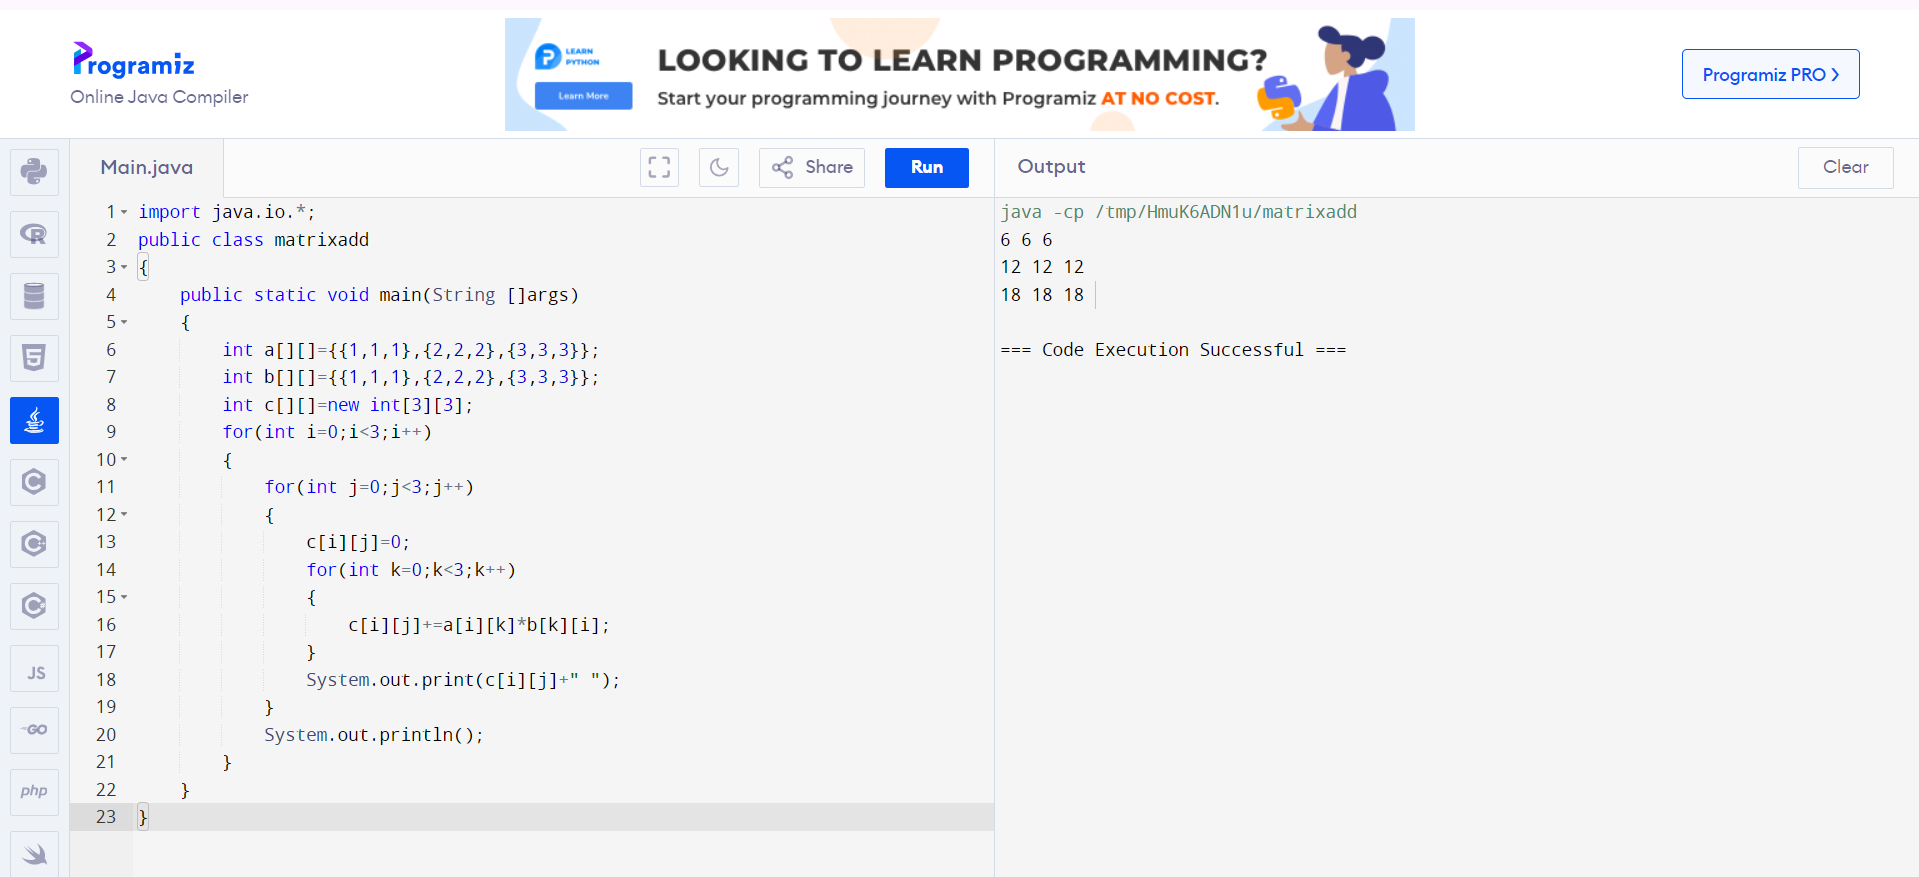 Programiz
Online Java Compiler
LEARN
PYTHON
Learn More
LOOKING TO LEARN PROGRAMMING?
Start your programming journey with Programiz AT NO COST.
Programiz PRO
Main.java
Share
Run
Output
Clear
1 import java.io.*;
2 public class matrixadd
3 {
4     public static void main(String []args)
5     {
6         int a[][]={{1,1,1},{2,2,2},{3,3,3}};
7         int b[][]={{1,1,1},{2,2,2},{3,3,3}};
8         int c[][]=new int[3][3];
9         for(int i=0;i<3;i++)
10         {
11             for(int j=0;j<3;j++)
12             {
13                 c[i][j]=0;
14                 for(int k=0;k<3;k++)
15                 {
16                     c[i][j]+=a[i][k]*b[k][i];
17                 }
18                 System.out.print(c[i][j]+" ");
19             }
20             System.out.println();
21         }
22     }
23 }
java -cp /tmp/HmuK6ADN1u/matrixadd
6 6 6
12 12 12
18 18 18
=== Code Execution Successful ===
R
5
C
C
C
JS
GO
php